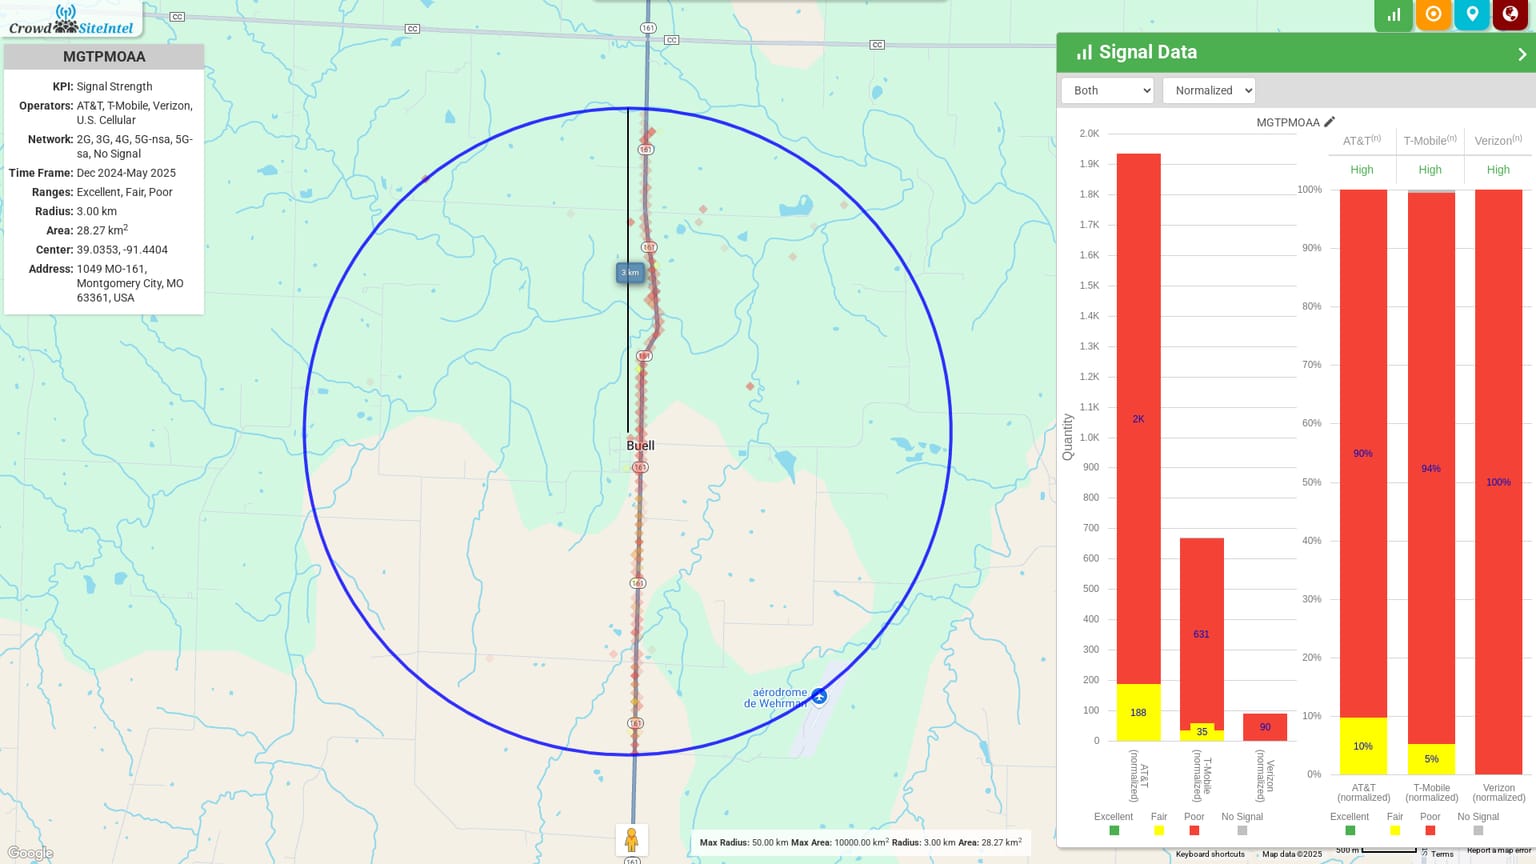 Crowd SiteIntel
CC
CC
161
CC
CC
MGTPMOAA
KPI: Signal Strength
Operators: AT&T, T-Mobile, Verizon,
U.S. Cellular
Network: 2G, 3G, 4G, 5G-nsa, 5G-
sa, No Signal
Time Frame: Dec 2024-May 2025
Ranges: Excellent, Fair, Poor
Radius: 3.00 km
Area: 28.27 km²
Center: 39.0353, -91.4404
Address: 1049 MO-161,
Montgomery City, MO
63361, USA
161
161
3 km
161
Buell
161
161
aérodrome
de Wehrman
161
161
Google
Max Radius: 50.00 km Max Area: 10000.00 km² Radius: 3.00 km Area: 28.27 km²
Signal Data
Both
Normalized
MGTPMOAA
Quantity
2.0K
1.9K
1.8K
1.7K
1.6K
1.5K
1.4K
1.3K
1.2K
1.1K
1.0K
900
800
700
600
500
400
300
200
100
0
2K
188
631
35
90
AT&T
(normalized)
T-Mobile
(normalized)
Verizon
(normalized)
Excellent Fair Poor No Signal
AT&T(n) T-Mobile(n) Verizon(n)
High High High
100%
90%
80%
70%
60%
50%
40%
30%
20%
10%
0%
90%
94%
100%
10%
5%
AT&T
(normalized)
T-Mobile
(normalized)
Verizon
(normalized)
Excellent Fair Poor No Signal
500 m
Keyboard shortcuts Map data ©2025 Terms Report a map error